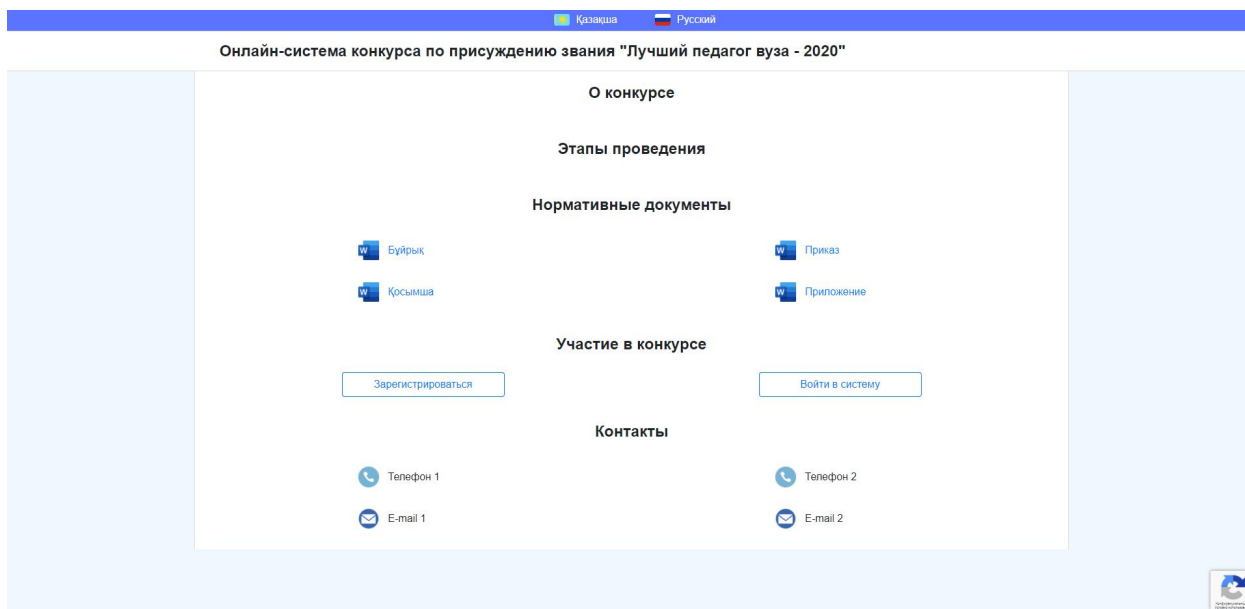 Қазақша Русский
Онлайн-система конкурса по присуждению звания "Лучший педагог вуза - 2020"
О конкурсе
Этапы проведения
Нормативные документы
Бұйрық Приказ
Қосымша Приложение
Участие в конкурсе
Зарегистрироваться Войти в систему
Контакты
Телефон 1 Телефон 2
E-mail 1 E-mail 2